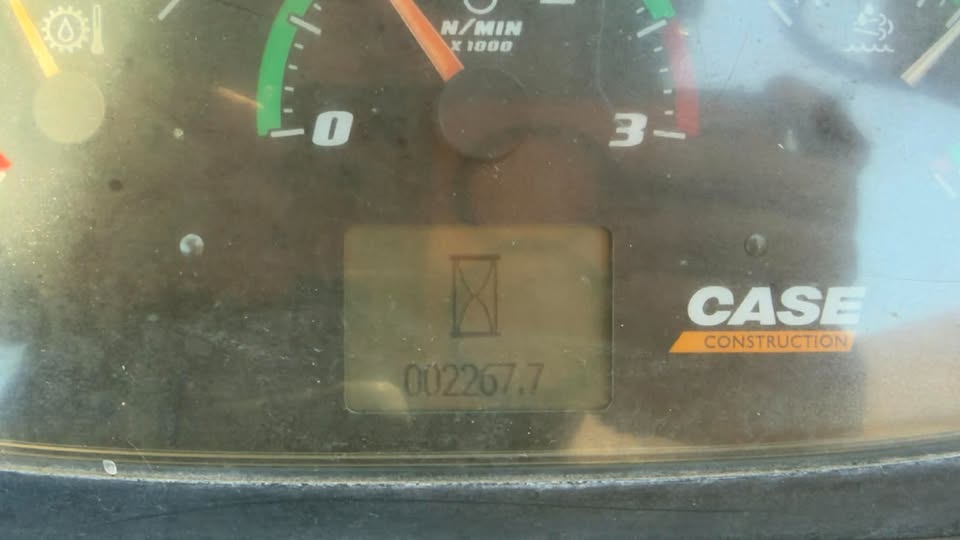 N/MIN
X 1000
0
3
CASE
CONSTRUCTION
002267.7